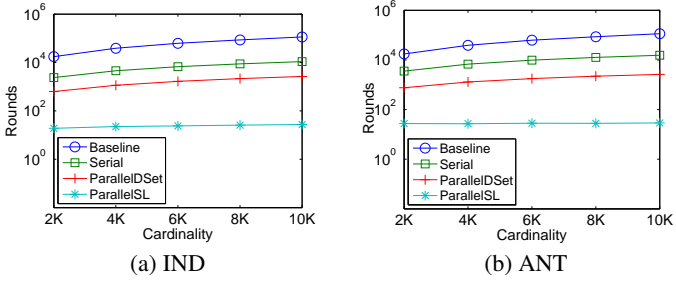 10^6
10^4
10^2
10^0
Rounds
Baseline
Serial
ParallelDSet
ParallelSL
2K 4K 6K 8K 10K
Cardinality
(a) IND
10^6
10^4
10^2
10^0
Rounds
Baseline
Serial
ParallelDSet
ParallelSL
2K 4K 6K 8K 10K
Cardinality
(b) ANT